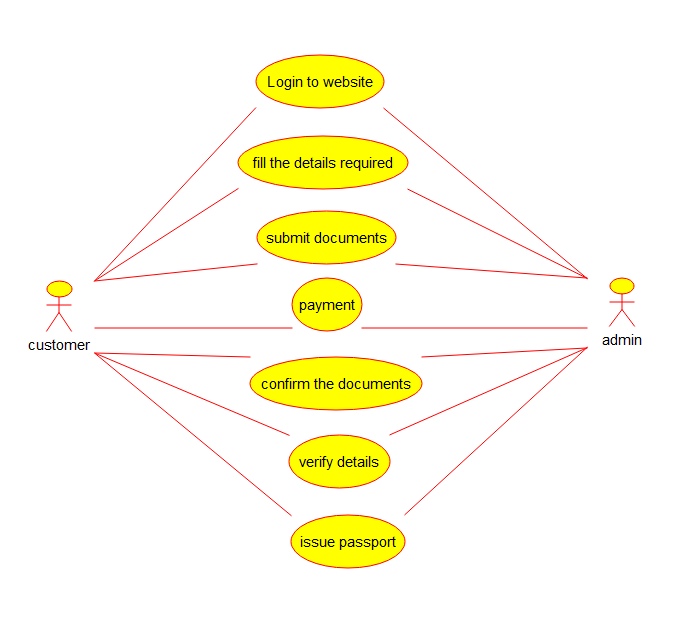 Login to website
fill the details required
submit documents
payment
customer
admin
confirm the documents
verify details
issue passport